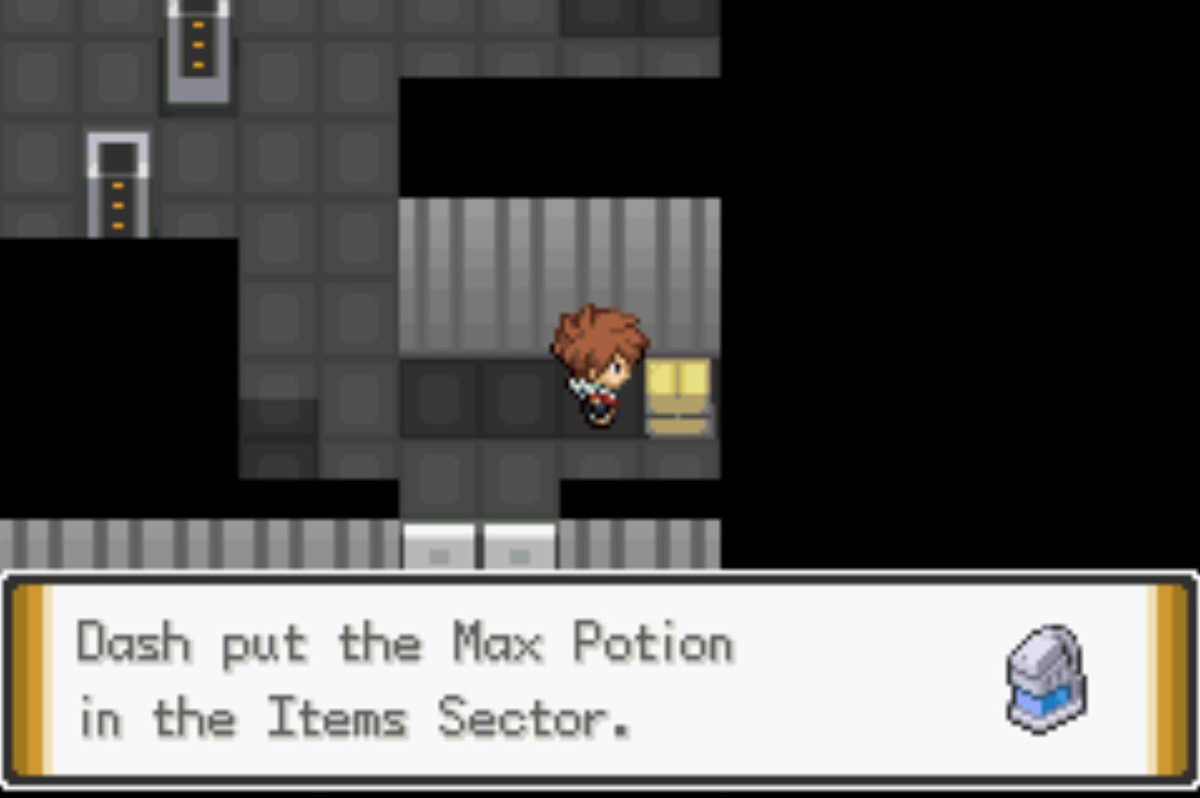 Dash put the Max Potion
in the Items Sector.